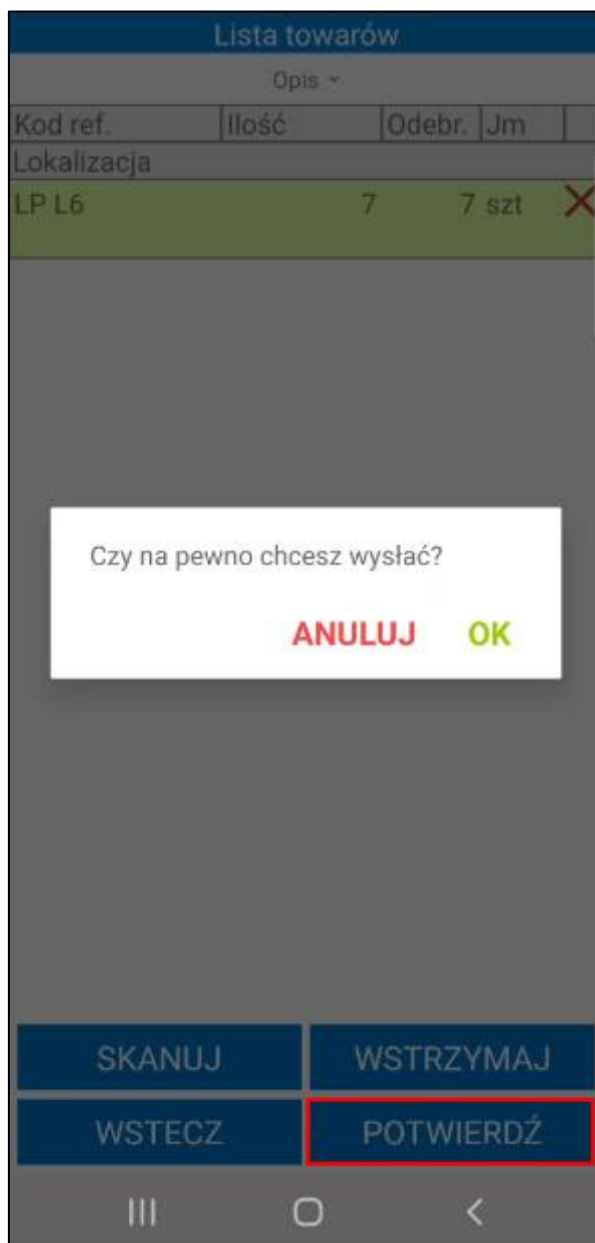 Lista towarów
Opis
Kod ref. Ilość Odebr. Jm
Lokalizacja
LP L6 7 7 szt
Czy na pewno chcesz wysłać?
ANULUJ OK
SKANUJ WSTRZYMAJ
WSTECZ POTWIERDŹ